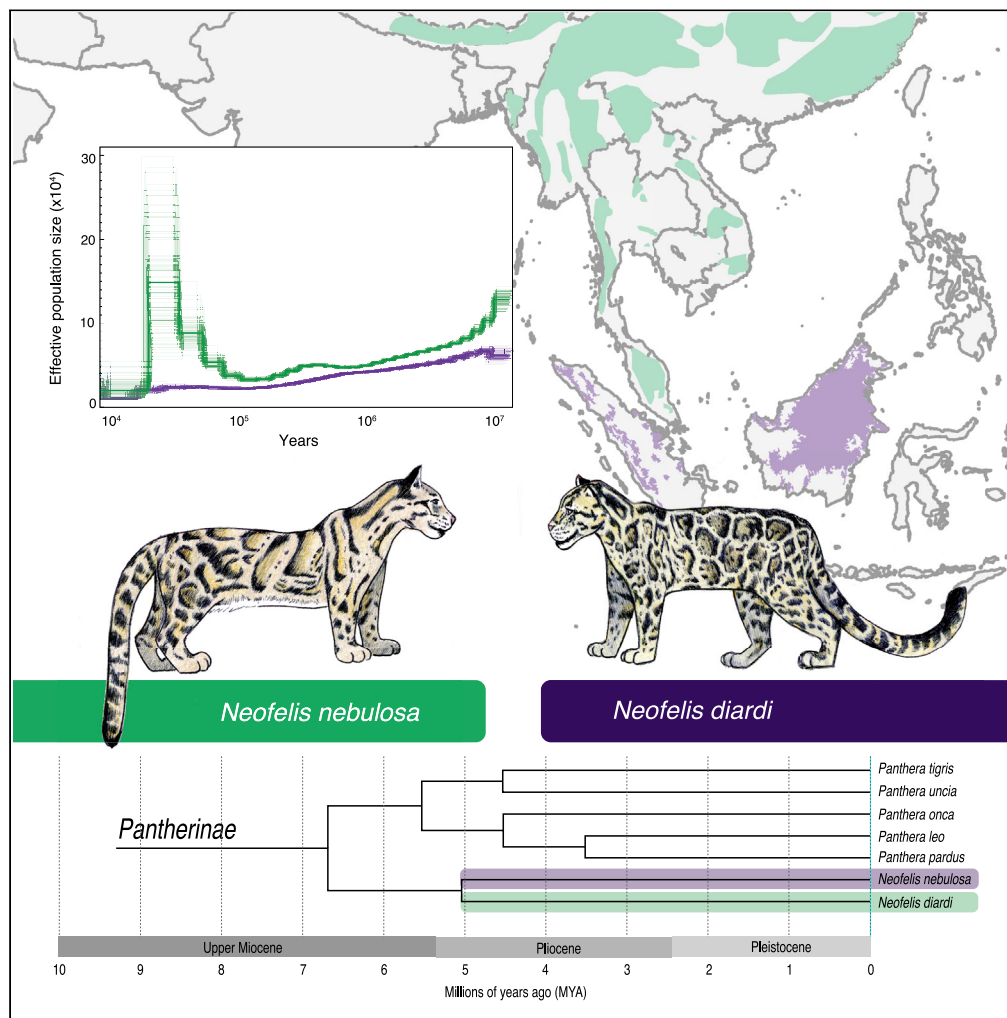 Effective population size (x10⁴)
30
20
10
0
10⁴
10⁵
10⁶
10⁷
Years
Neofelis nebulosa
Neofelis diardi
Pantherinae
Panthera tigris
Panthera uncia
Panthera onca
Panthera leo
Panthera pardus
Neofelis nebulosa
Neofelis diardi
Upper Miocene
Pliocene
Pleistocene
10
9
8
7
6
5
4
3
2
1
0
Millions of years ago (MYA)